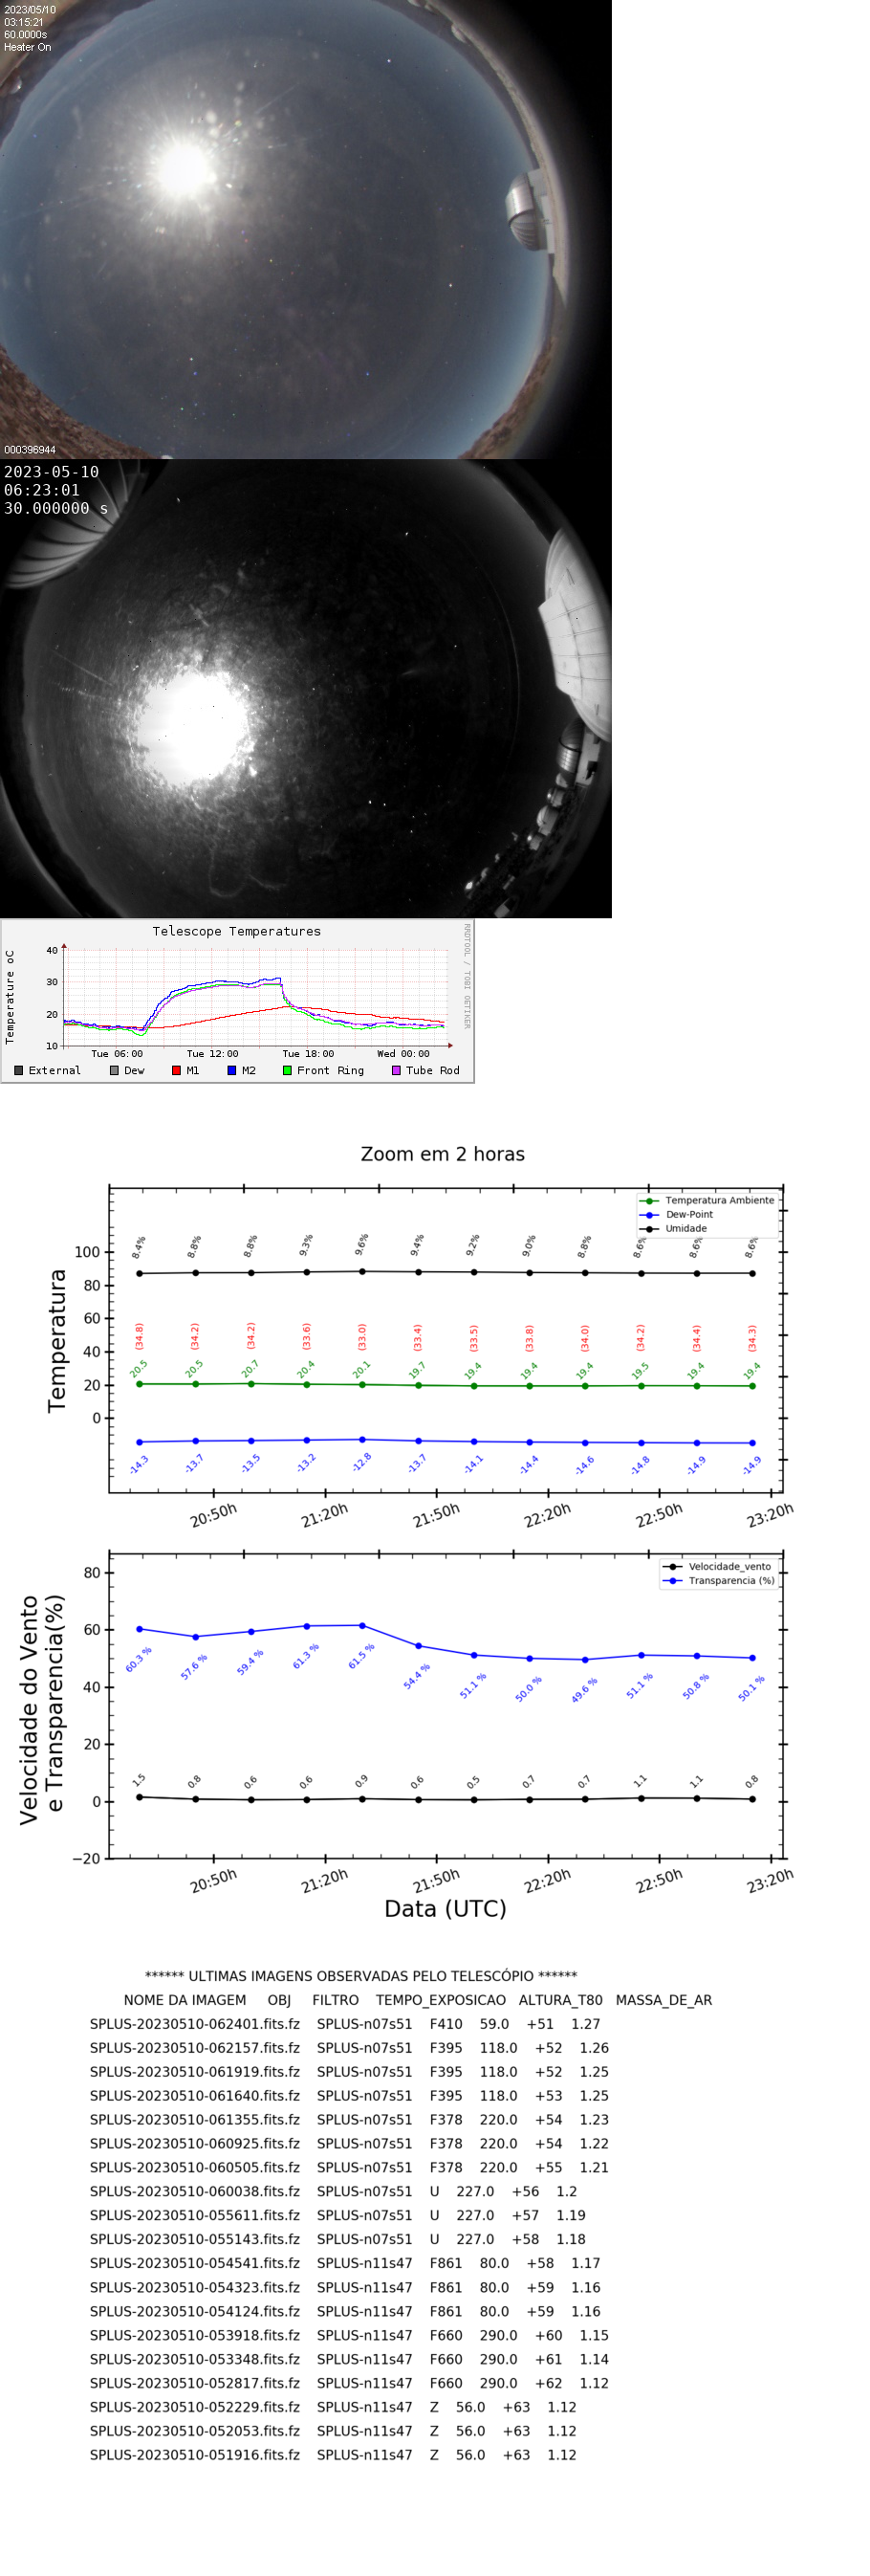 2023/05/10
03:15:21
60.0000s
Heater On
000396944
2023-05-10
06:23:01
30.000000 s
Telescope Temperatures
RRDTOOL / TOBI OETIKER
Temperature oC
40
30
20
10
Tue 06:00 Tue 12:00 Tue 18:00 Wed 00:00
External Dew M1 M2 Front Ring Tube Rod
Zoom em 2 horas
Temperatura Ambiente
Dew-Point
Umidade
Temperatura
100
80
60
40
20
0
8.4% 8.8% 8.8% 9.3% 9.6% 9.4% 9.2% 9.0% 8.8% 8.6% 8.6% 8.6%
(34.8) (34.2) (34.2) (33.6) (33.0) (33.4) (33.5) (33.8) (34.0) (34.2) (34.4) (34.3)
20.5 20.5 20.7 20.4 20.1 19.7 19.4 19.4 19.4 19.5 19.4 19.4
-14.3 -13.7 -13.5 -13.2 -12.8 -13.7 -14.1 -14.4 -14.6 -14.8 -14.9 -14.9
20:50h 21:20h 21:50h 22:20h 22:50h 23:20h
Velocidade_vento
Transparencia (%)
Velocidade do Vento
e Transparencia(%)
80
60
40
20
0
−20
60.3 % 57.6 % 59.4 % 61.3 % 61.5 % 54.4 % 51.1 % 50.0 % 49.6 % 51.1 % 50.8 % 50.1 %
1.5 0.8 0.6 0.6 0.9 0.6 0.5 0.7 0.7 1.1 1.1 0.8
20:50h 21:20h 21:50h 22:20h 22:50h 23:20h
Data (UTC)
****** ULTIMAS IMAGENS OBSERVADAS PELO TELESCÓPIO ******
NOME DA IMAGEM OBJ FILTRO TEMPO_EXPOSICAO ALTURA_T80 MASSA_DE_AR
SPLUS-20230510-062401.fits.fz SPLUS-n07s51 F410 59.0 +51 1.27
SPLUS-20230510-062157.fits.fz SPLUS-n07s51 F395 118.0 +52 1.26
SPLUS-20230510-061919.fits.fz SPLUS-n07s51 F395 118.0 +52 1.25
SPLUS-20230510-061640.fits.fz SPLUS-n07s51 F395 118.0 +53 1.25
SPLUS-20230510-061355.fits.fz SPLUS-n07s51 F378 220.0 +54 1.23
SPLUS-20230510-060925.fits.fz SPLUS-n07s51 F378 220.0 +54 1.22
SPLUS-20230510-060505.fits.fz SPLUS-n07s51 F378 220.0 +55 1.21
SPLUS-20230510-060038.fits.fz SPLUS-n07s51 U 227.0 +56 1.2
SPLUS-20230510-055611.fits.fz SPLUS-n07s51 U 227.0 +57 1.19
SPLUS-20230510-055143.fits.fz SPLUS-n07s51 U 227.0 +58 1.18
SPLUS-20230510-054541.fits.fz SPLUS-n11s47 F861 80.0 +58 1.17
SPLUS-20230510-054323.fits.fz SPLUS-n11s47 F861 80.0 +59 1.16
SPLUS-20230510-054124.fits.fz SPLUS-n11s47 F861 80.0 +59 1.16
SPLUS-20230510-053918.fits.fz SPLUS-n11s47 F660 290.0 +60 1.15
SPLUS-20230510-053348.fits.fz SPLUS-n11s47 F660 290.0 +61 1.14
SPLUS-20230510-052817.fits.fz SPLUS-n11s47 F660 290.0 +62 1.12
SPLUS-20230510-052229.fits.fz SPLUS-n11s47 Z 56.0 +63 1.12
SPLUS-20230510-052053.fits.fz SPLUS-n11s47 Z 56.0 +63 1.12
SPLUS-20230510-051916.fits.fz SPLUS-n11s47 Z 56.0 +63 1.12